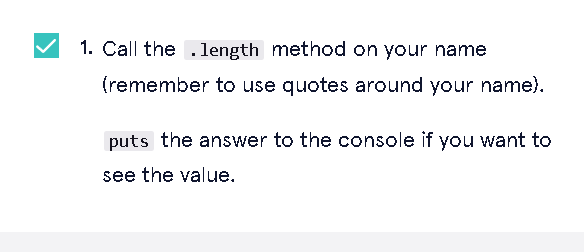 1. Call the .length method on your name
(remember to use quotes around your name).
puts the answer to the console if you want to
see the value.